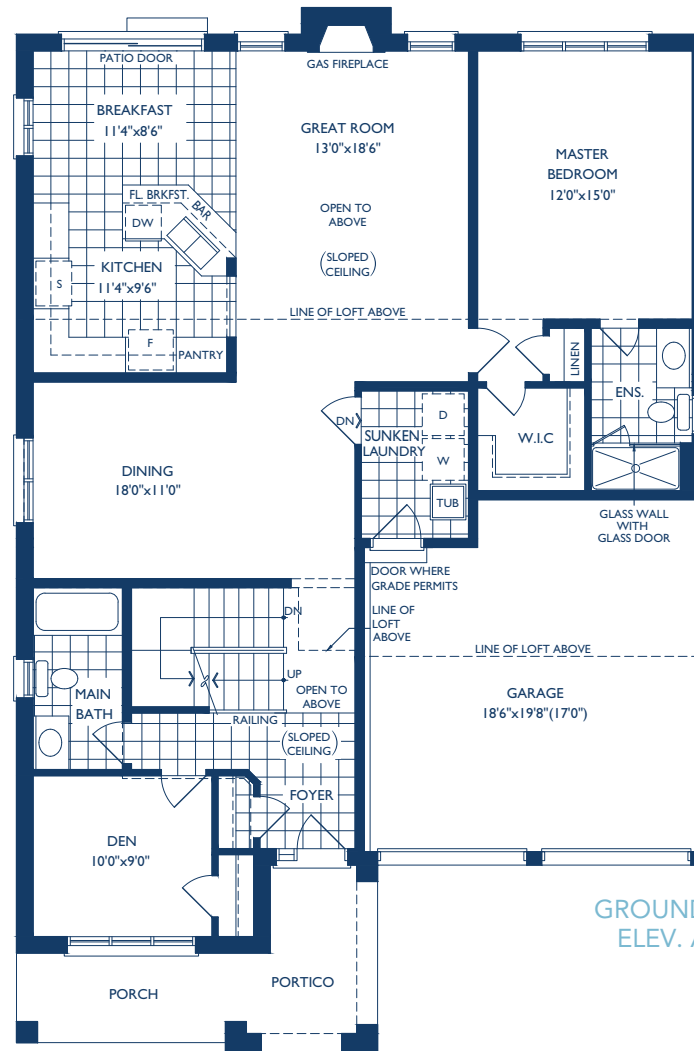 PATIO DOOR
GAS FIREPLACE
BREAKFAST
11'4"x8'6"
GREAT ROOM
13'0"x18'6"
MASTER
BEDROOM
12'0"x15'0"
FL. BRKFST.
BAR
DW
OPEN TO
ABOVE
(SLOPED
CEILING)
KITCHEN
11'4"x9'6"
S
LINE OF LOFT ABOVE
F
PANTRY
LINEN
ENS.
D
DN
SUNKEN
LAUNDRY
W
W.I.C
TUB
DINING
18'0"x11'0"
GLASS WALL
WITH
GLASS DOOR
DOOR WHERE
GRADE PERMITS
DN
LINE OF
LOFT
ABOVE
LINE OF LOFT ABOVE
UP
OPEN TO
ABOVE
MAIN
BATH
RAILING
GARAGE
18'6"x19'8"(17'0")
(SLOPED
CEILING)
FOYER
DEN
10'0"x9'0"
GROUND
ELEV. A
PORTICO
PORCH